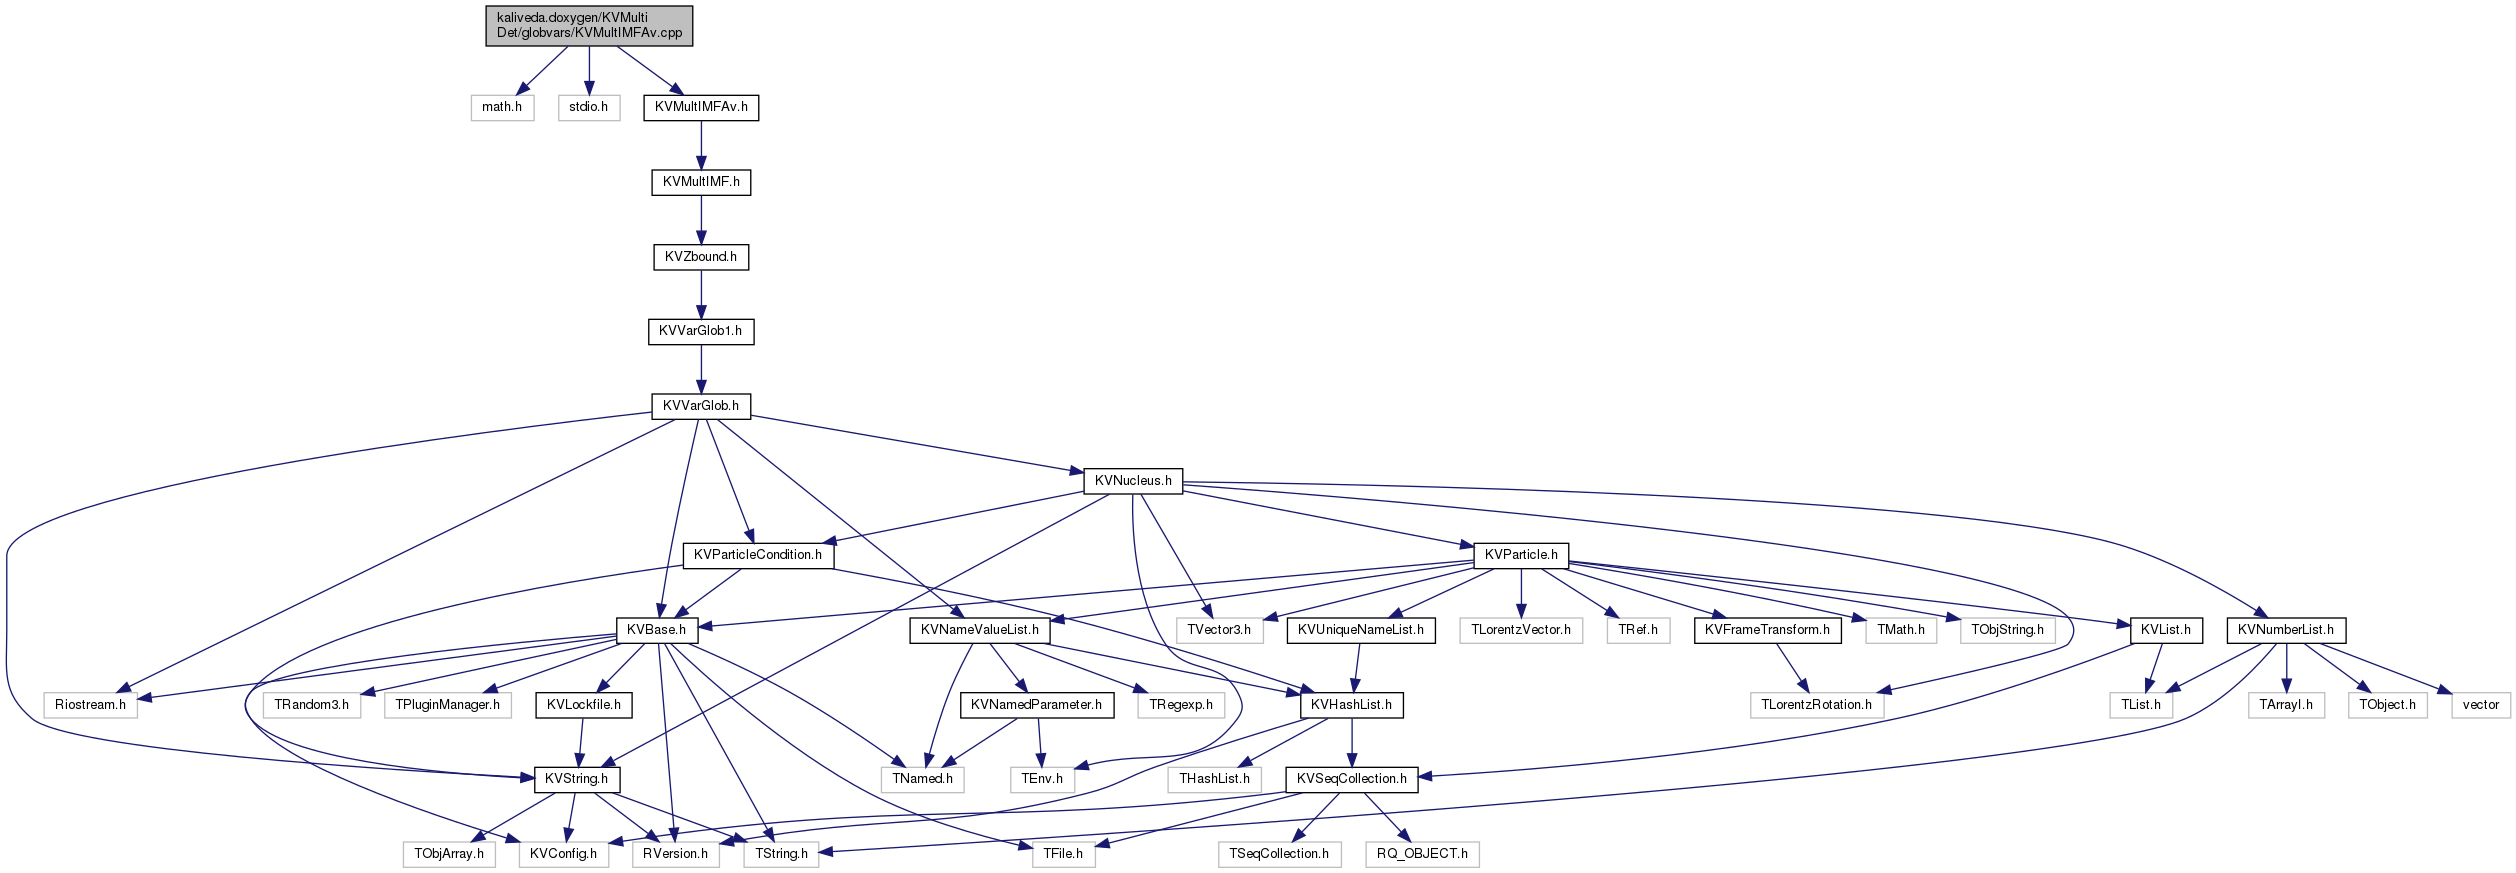 kaliveda.doxygen/KVMulti
Det/globvars/KVMultIMFAv.cpp
math.h
stdio.h
KVMultIMFAv.h
KVMultIMF.h
KVZbound.h
KVVarGlob1.h
KVVarGlob.h
KVNucleus.h
KVParticleCondition.h
KVParticle.h
KVBase.h
KVNameValueList.h
TVector3.h
KVUniqueNameList.h
TLorentzVector.h
TRef.h
KVFrameTransform.h
TMath.h
TObjString.h
KVList.h
KVNumberList.h
Riostream.h
TRandom3.h
TPluginManager.h
KVLockfile.h
KVNamedParameter.h
TRegexp.h
KVHashList.h
TLorentzRotation.h
TList.h
TArrayI.h
TObject.h
vector
KVString.h
TNamed.h
TEnv.h
THashList.h
KVSeqCollection.h
TObjArray.h
KVConfig.h
RVersion.h
TString.h
TFile.h
TSeqCollection.h
RQ_OBJECT.h